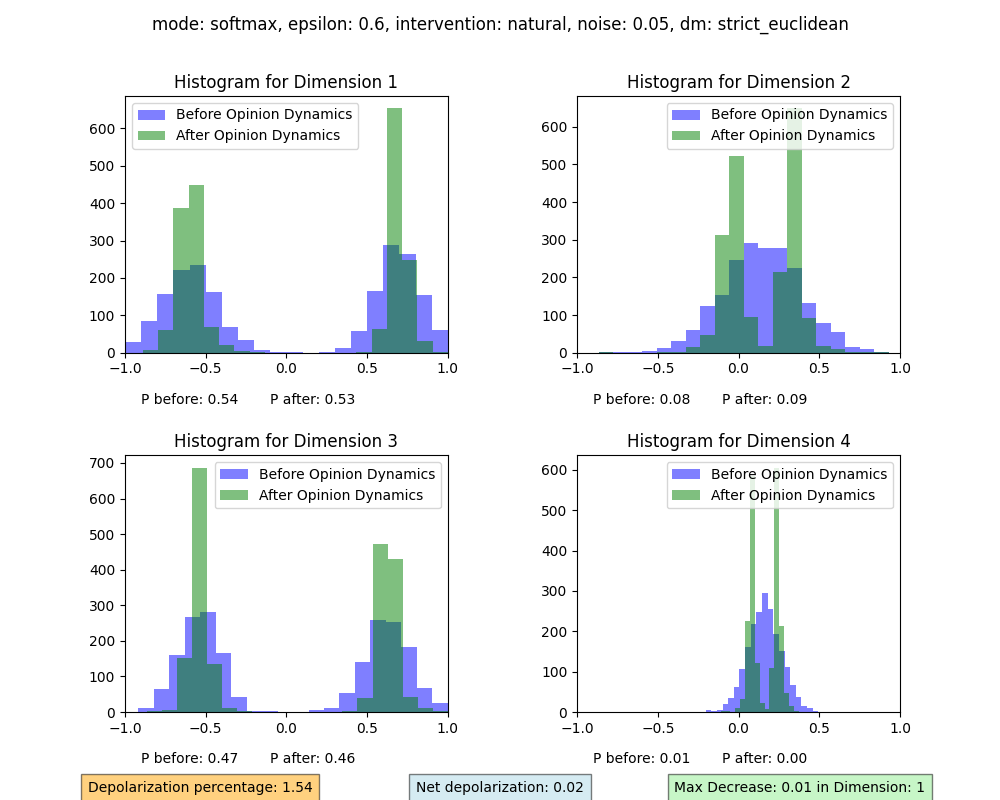 mode: softmax, epsilon: 0.6, intervention: natural, noise: 0.05, dm: strict_euclidean
Histogram for Dimension 1
Before Opinion Dynamics
After Opinion Dynamics
600
500
400
300
200
100
0
−1.0 −0.5 0.0 0.5 1.0
P before: 0.54 P after: 0.53
Histogram for Dimension 2
Before Opinion Dynamics
After Opinion Dynamics
600
500
400
300
200
100
0
−1.0 −0.5 0.0 0.5 1.0
P before: 0.08 P after: 0.09
Histogram for Dimension 3
Before Opinion Dynamics
After Opinion Dynamics
700
600
500
400
300
200
100
0
−1.0 −0.5 0.0 0.5 1.0
P before: 0.47 P after: 0.46
Histogram for Dimension 4
Before Opinion Dynamics
After Opinion Dynamics
600
500
400
300
200
100
0
−1.0 −0.5 0.0 0.5 1.0
P before: 0.01 P after: 0.00
Depolarization percentage: 1.54
Net depolarization: 0.02
Max Decrease: 0.01 in Dimension: 1